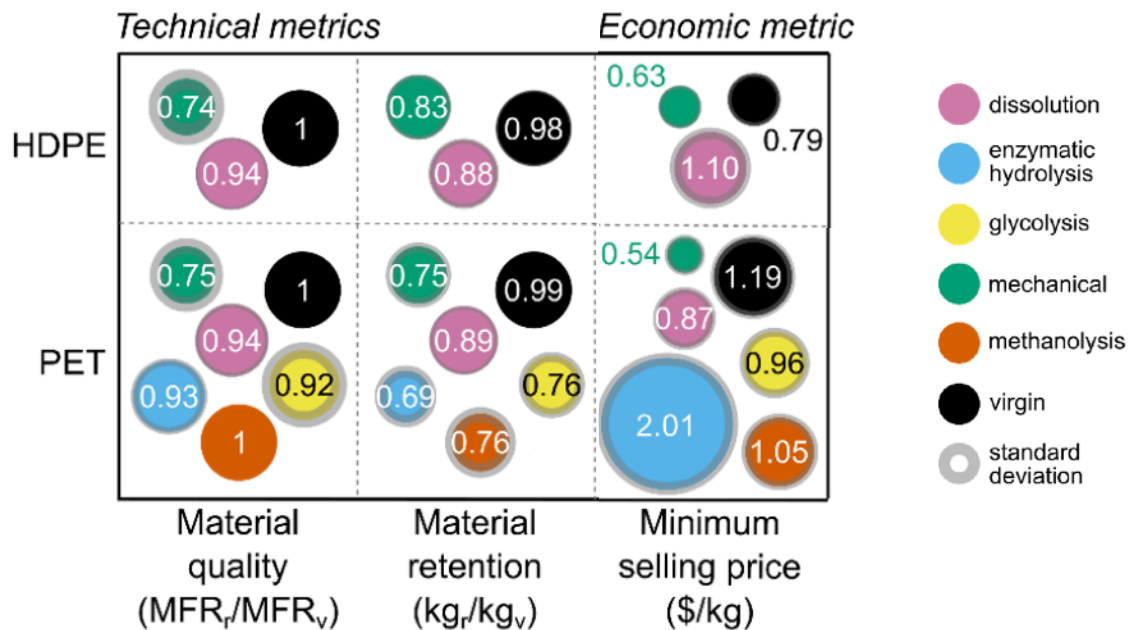 Technical metrics
Economic metric
HDPE
0.74
1
0.94
0.83
0.98
0.88
0.63
0.79
1.10
PET
0.75
1
0.94
0.93
0.92
1
0.75
0.99
0.89
0.69
0.76
0.76
0.54
1.19
0.87
0.96
2.01
1.05
Material
quality
(MFRr/MFRv)
Material
retention
(kgr/kgv)
Minimum
selling price
($/kg)
dissolution
enzymatic
hydrolysis
glycolysis
mechanical
methanolysis
virgin
standard
deviation